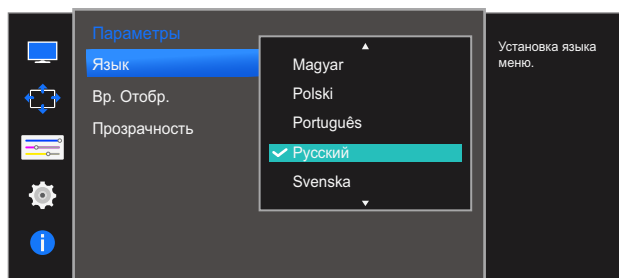 Параметры
Язык
Вр. Отобр.
Прозрачность
Magyar
Polski
Português
Русский
Svenska
Установка языка
меню.